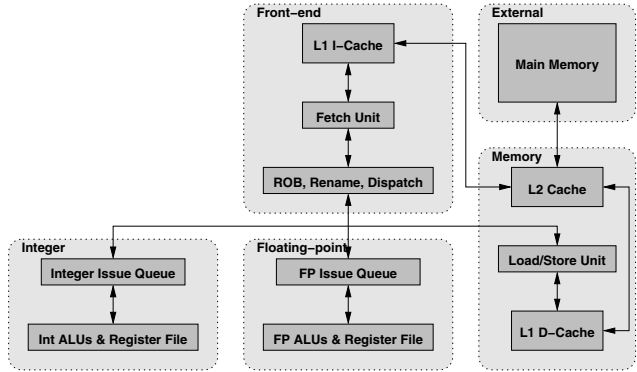 Front-end
External
L1 I-Cache
Main Memory
Fetch Unit
Memory
ROB, Rename, Dispatch
L2 Cache
Integer
Floating-point
Integer Issue Queue
FP Issue Queue
Load/Store Unit
Int ALUs & Register File
FP ALUs & Register File
L1 D-Cache